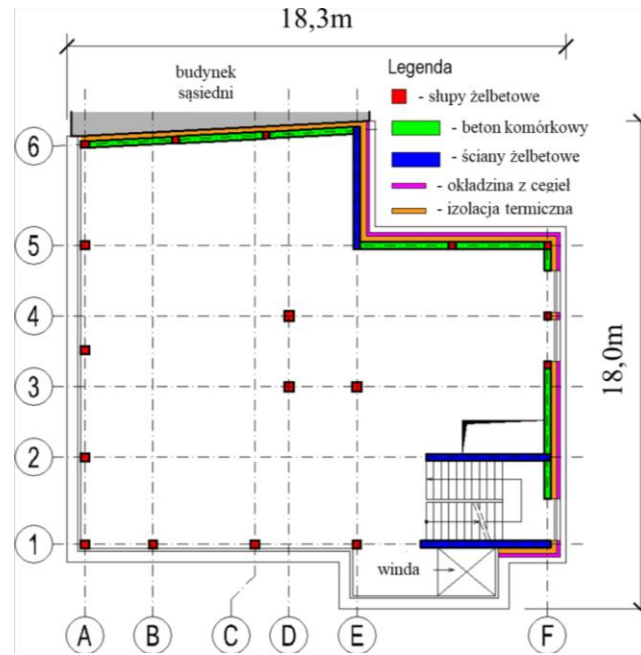 18,3m
budynek
sąsiedni
Legenda
- słupy żelbetowe
- beton komórkowy
- ściany żelbetowe
- okładzina z cegieł
- izolacja termiczna
6
5
4
3
2
1
18,0m
winda
A
B
C
D
E
F